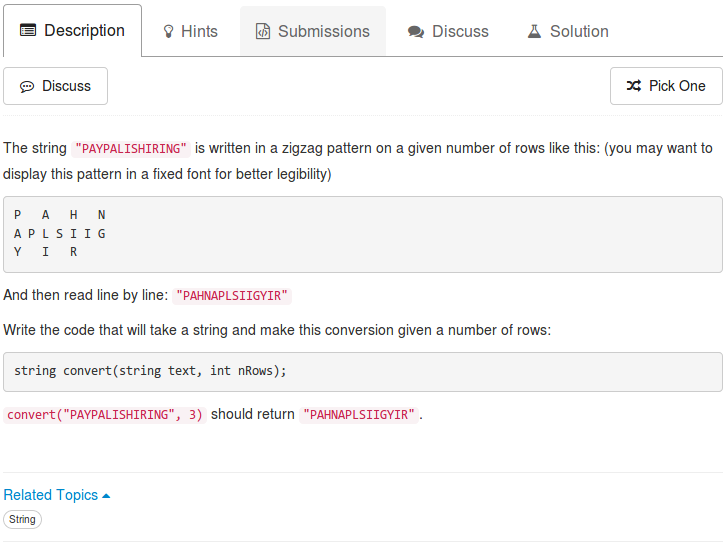 Description Hints Submissions Discuss Solution
Discuss Pick One
The string "PAYPALISHIRING" is written in a zigzag pattern on a given number of rows like this: (you may want to
display this pattern in a fixed font for better legibility)
P   A   H   N
A P L S I I G
Y   I   R
And then read line by line: "PAHNAPLSIIGYIR"
Write the code that will take a string and make this conversion given a number of rows:
string convert(string text, int nRows);
convert("PAYPALISHIRING", 3) should return "PAHNAPLSIIGYIR".
Related Topics
String